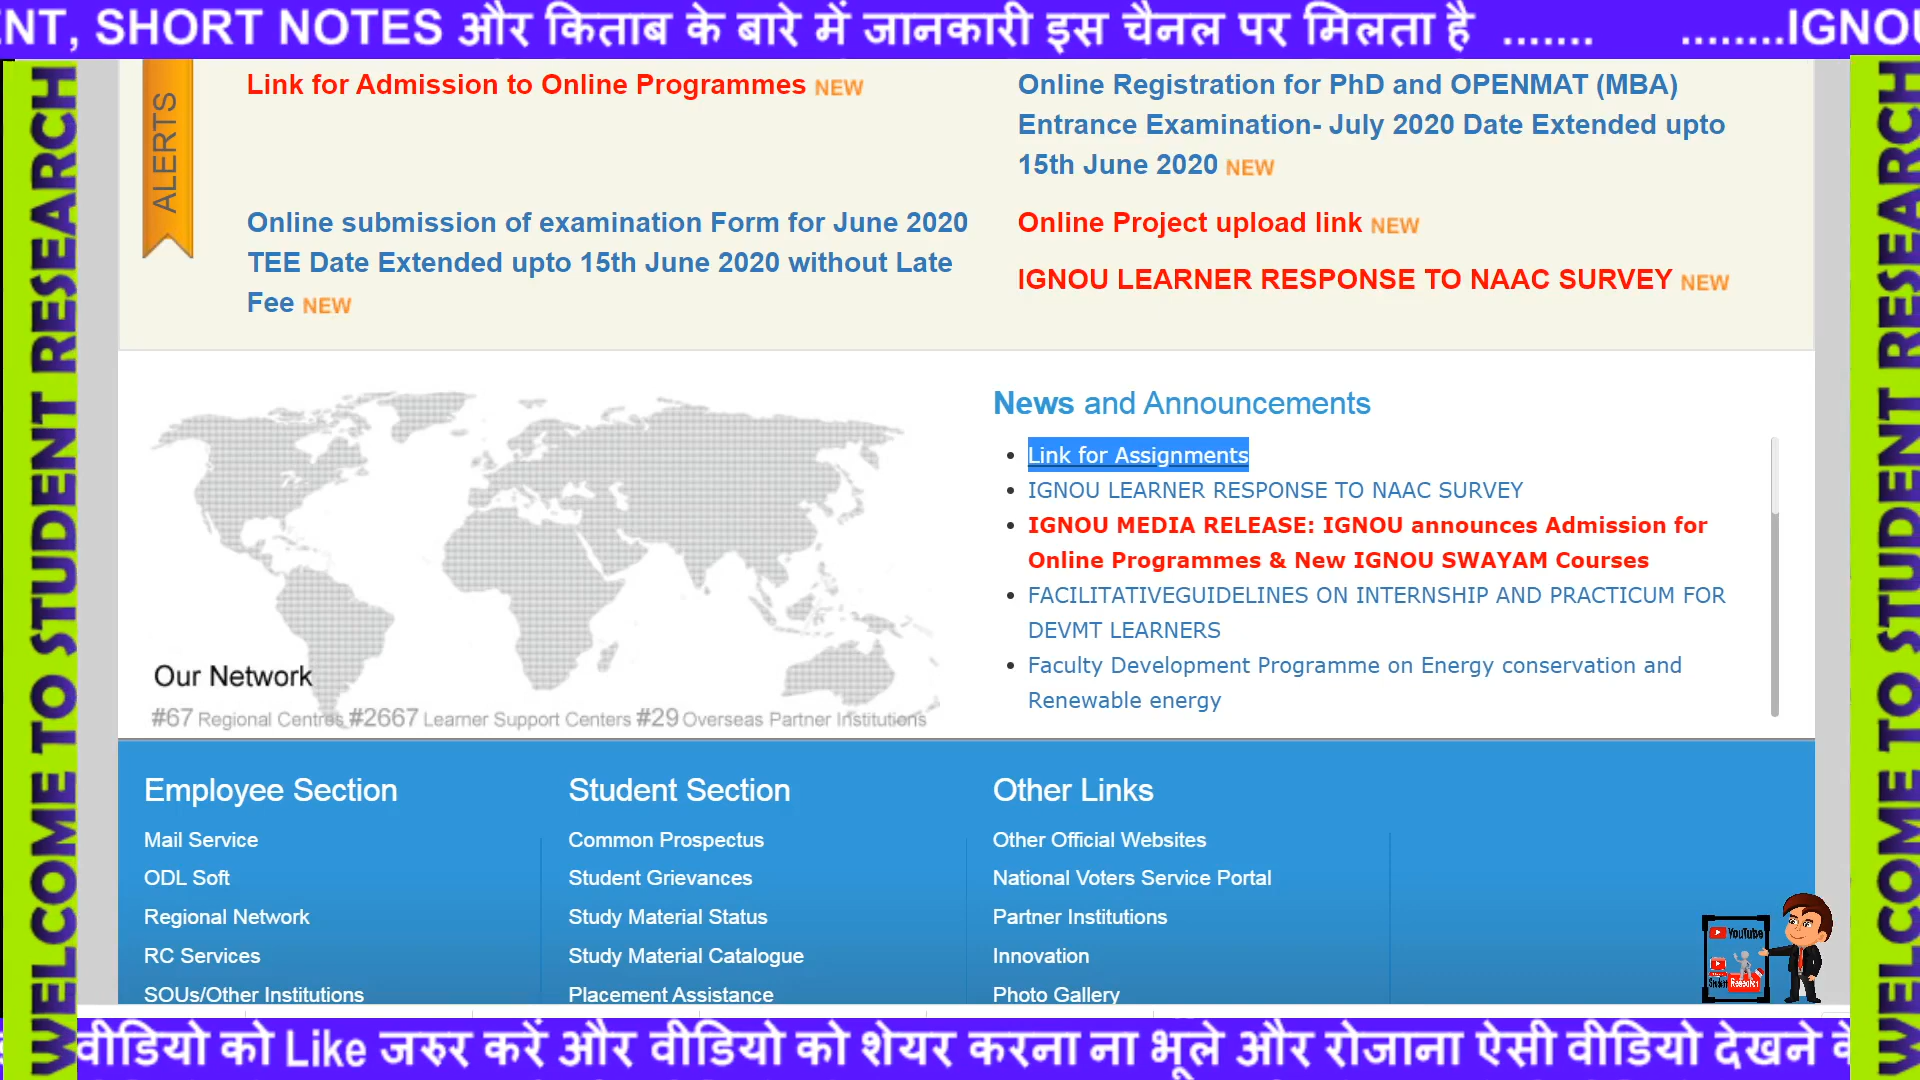 ENT, SHORT NOTES और किताब के बारे में जानकारी इस चैनल पर मिलता है ....... ........IGNOU
WELCOME TO STUDENT RESEARCH
ALERTS
Link for Admission to Online Programmes NEW
Online submission of examination Form for June 2020
TEE Date Extended upto 15th June 2020 without Late
Fee NEW
Online Registration for PhD and OPENMAT (MBA)
Entrance Examination- July 2020 Date Extended upto
15th June 2020 NEW
Online Project upload link NEW
IGNOU LEARNER RESPONSE TO NAAC SURVEY NEW
Our Network
#67 Regional Centres #2667 Learner Support Centers #29 Overseas Partner Institutions
News and Announcements
Link for Assignments
IGNOU LEARNER RESPONSE TO NAAC SURVEY
IGNOU MEDIA RELEASE: IGNOU announces Admission for
Online Programmes & New IGNOU SWAYAM Courses
FACILITATIVEGUIDELINES ON INTERNSHIP AND PRACTICUM FOR
DEVMT LEARNERS
Faculty Development Programme on Energy conservation and
Renewable energy
Employee Section
Mail Service
ODL Soft
Regional Network
RC Services
SOUs/Other Institutions
Student Section
Common Prospectus
Student Grievances
Study Material Status
Study Material Catalogue
Placement Assistance
Other Links
Other Official Websites
National Voters Service Portal
Partner Institutions
Innovation
Photo Gallery
YouTube
Student Research
WELCOME TO STUDENT RESEARCH
वीडियो को Like जरुर करें और वीडियो को शेयर करना ना भूले और रोजाना ऐसी वीडियो देखने के